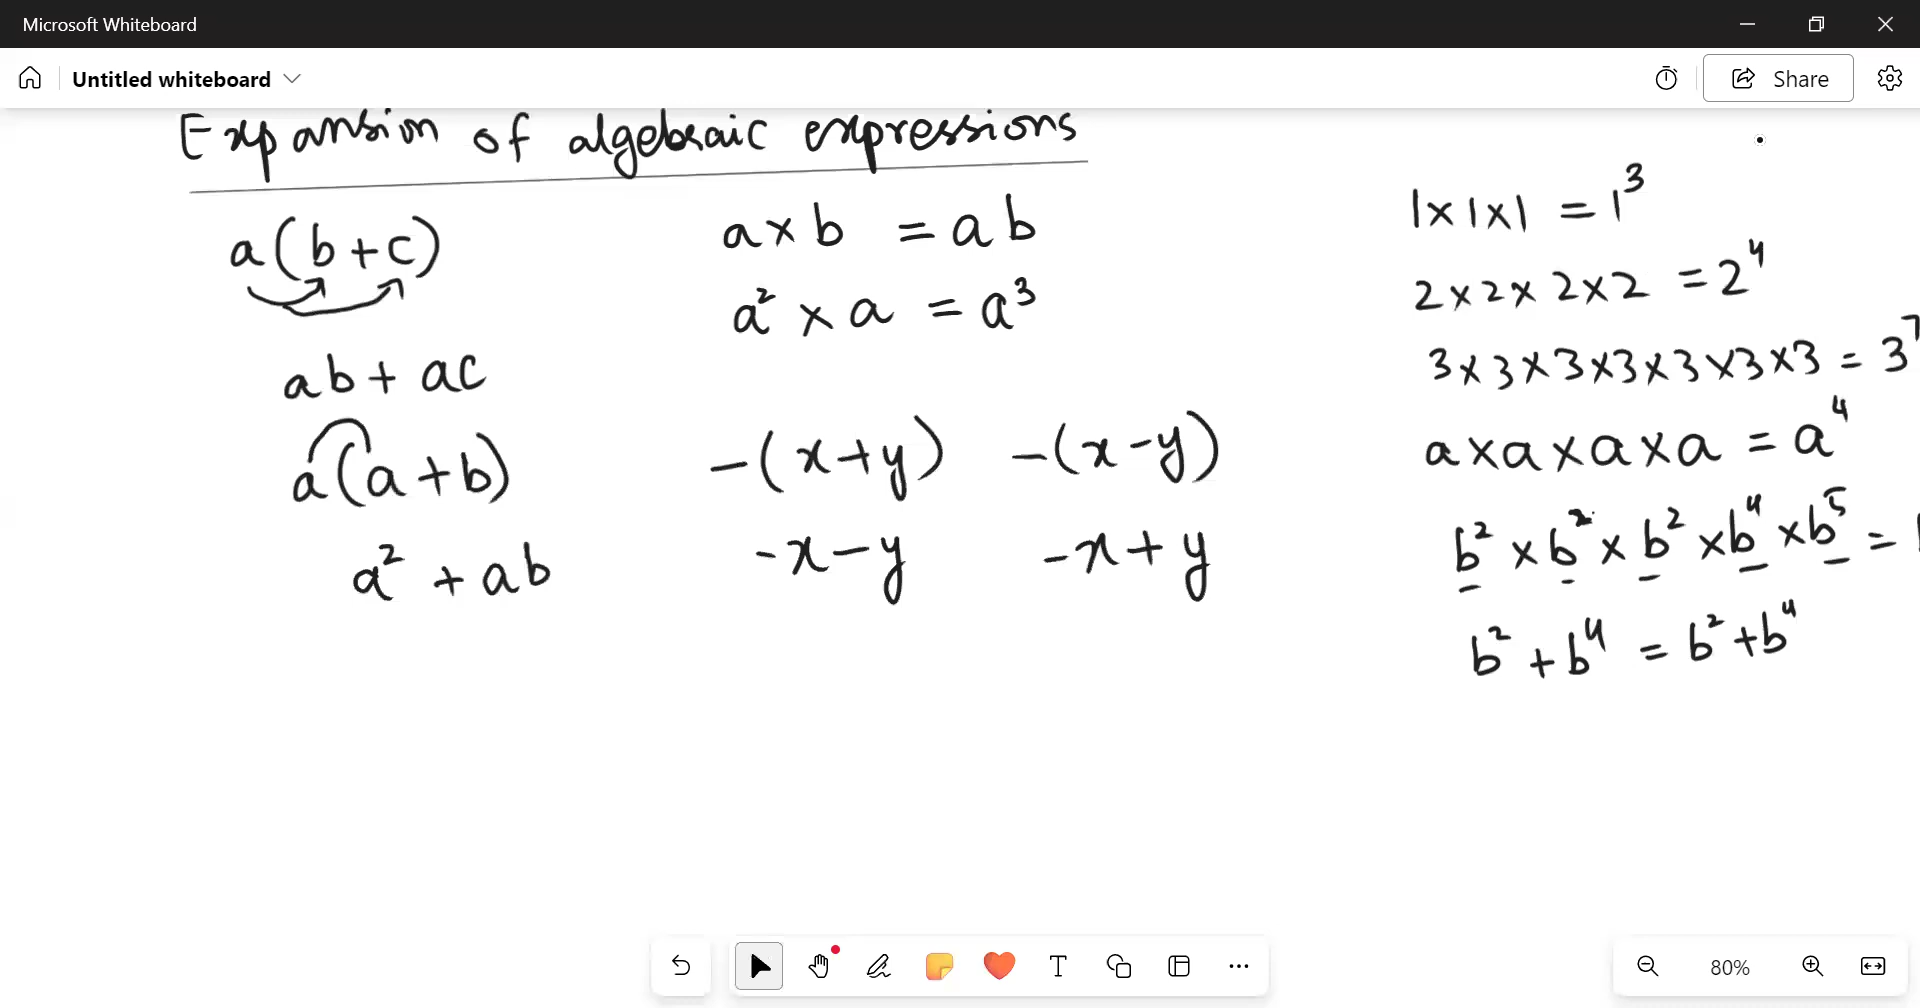 Microsoft Whiteboard
Untitled whiteboard
Share
Expansion of algebraic expressions
a(b+c)
ab+ac
a(a+b)
a² + ab
a×b = ab
a² × a = a³
-(x+y) -(x-y)
-x-y -x+y
1×1×1 = 1³
2×2×2×2 = 2⁴
3×3×3×3×3×3×3 = 3⁷
a×a×a×a = a⁴
b²×b²×b²×b⁴×b⁵ =
b²+b⁴ = b²+b⁴
T
80%